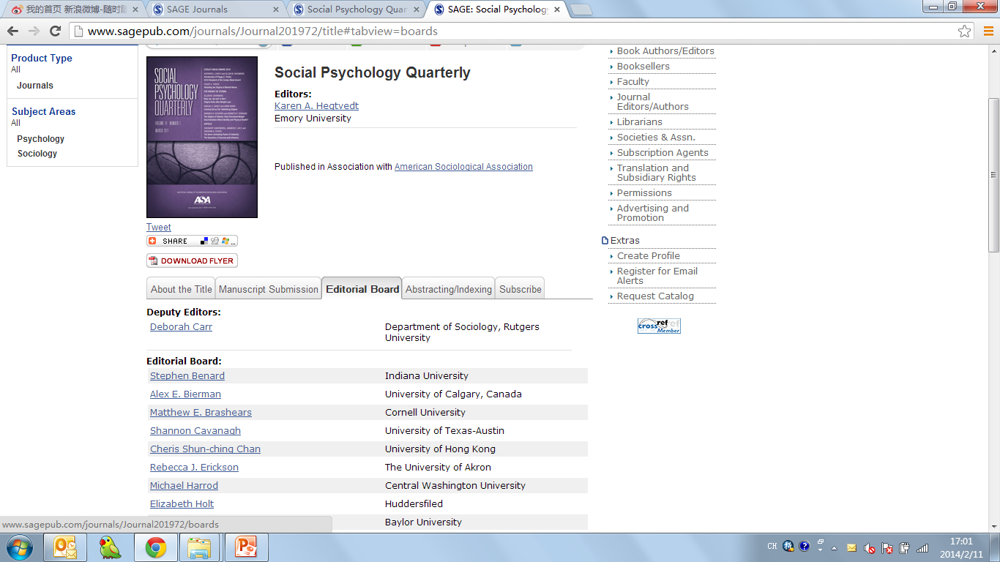 我的首页 新浪微博-随时随
SAGE Journals
Social Psychology Quar
SAGE: Social Psychology
www.sagepub.com/journals/Journal201972/title#tabview=boards
Product Type
All
Journals
Subject Areas
All
Psychology
Sociology
SOCIAL
PSYCHOLOGY
QUARTERLY
MARCH 2011
ASA
Tweet
SHARE
...
DOWNLOAD FLYER
Social Psychology Quarterly
Editors:
Karen A. Hegtvedt
Emory University
Published in Association with American Sociological Association
About the Title
Manuscript Submission
Editorial Board
Abstracting/Indexing
Subscribe
Deputy Editors:
Deborah Carr
Department of Sociology, Rutgers
University
Editorial Board:
Stephen Benard Indiana University
Alex E. Bierman University of Calgary, Canada
Matthew E. Brashears Cornell University
Shannon Cavanagh University of Texas-Austin
Cheris Shun-ching Chan University of Hong Kong
Rebecca J. Erickson The University of Akron
Michael Harrod Central Washington University
Elizabeth Holt Huddersfiled
Baylor University
Book Authors/Editors
Booksellers
Faculty
Journal
Editors/Authors
Librarians
Societies & Assn.
Subscription Agents
Translation and
Subsidiary Rights
Permissions
Advertising and
Promotion
Extras
Create Profile
Register for Email
Alerts
Request Catalog
crossref
Member
www.sagepub.com/journals/Journal201972/boards
CH
17:01
2014/2/11